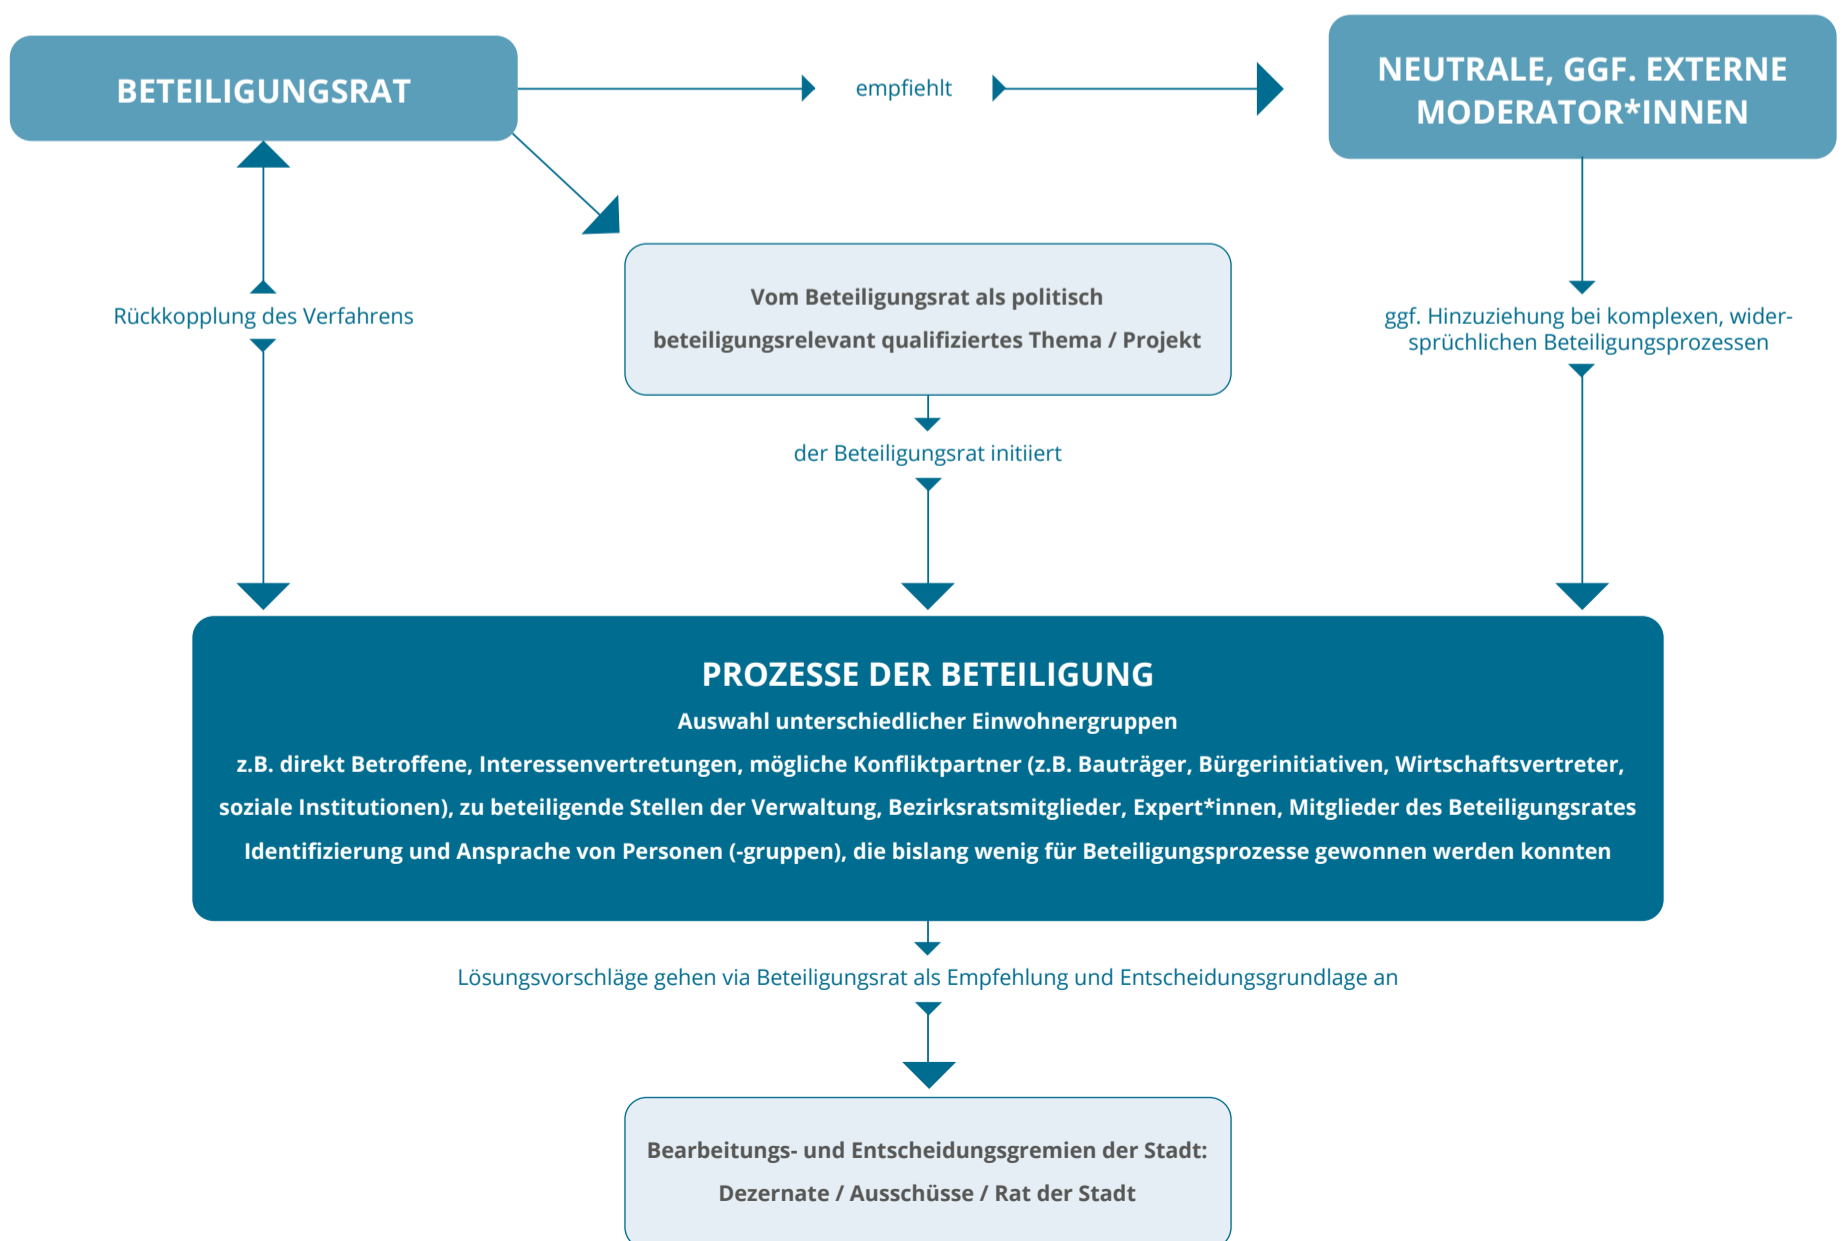 BETEILIGUNGSRAT
empfiehlt
NEUTRALE, GGF. EXTERNE
MODERATOR*INNEN
Vom Beteiligungsrat als politisch
beteiligungsrelevant qualifiziertes Thema / Projekt
Rückkopplung des Verfahrens
ggf. Hinzuziehung bei komplexen, wider-
sprüchlichen Beteiligungsprozessen
der Beteiligungsrat initiiert
PROZESSE DER BETEILIGUNG
Auswahl unterschiedlicher Einwohnergruppen
z.B. direkt Betroffene, Interessenvertretungen, mögliche Konfliktpartner (z.B. Bauträger, Bürgerinitiativen, Wirtschaftsvertreter,
soziale Institutionen), zu beteiligende Stellen der Verwaltung, Bezirksratsmitglieder, Expert*innen, Mitglieder des Beteiligungsrates
Identifizierung und Ansprache von Personen (-gruppen), die bislang wenig für Beteiligungsprozesse gewonnen werden konnten
Lösungsvorschläge gehen via Beteiligungsrat als Empfehlung und Entscheidungsgrundlage an
Bearbeitungs- und Entscheidungsgremien der Stadt:
Dezernate / Ausschüsse / Rat der Stadt